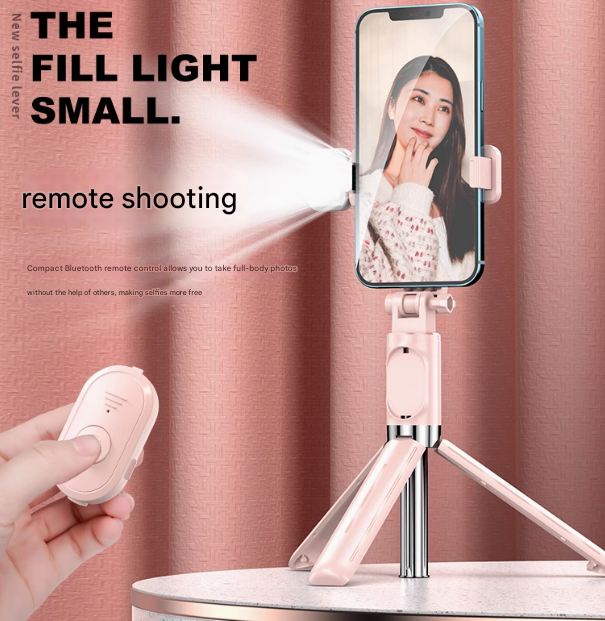 New selfie lever
THE
FILL LIGHT
SMALL.
remote shooting
Compact Bluetooth remote control allows you to take full-body photos
without the help of others, making selfies more free